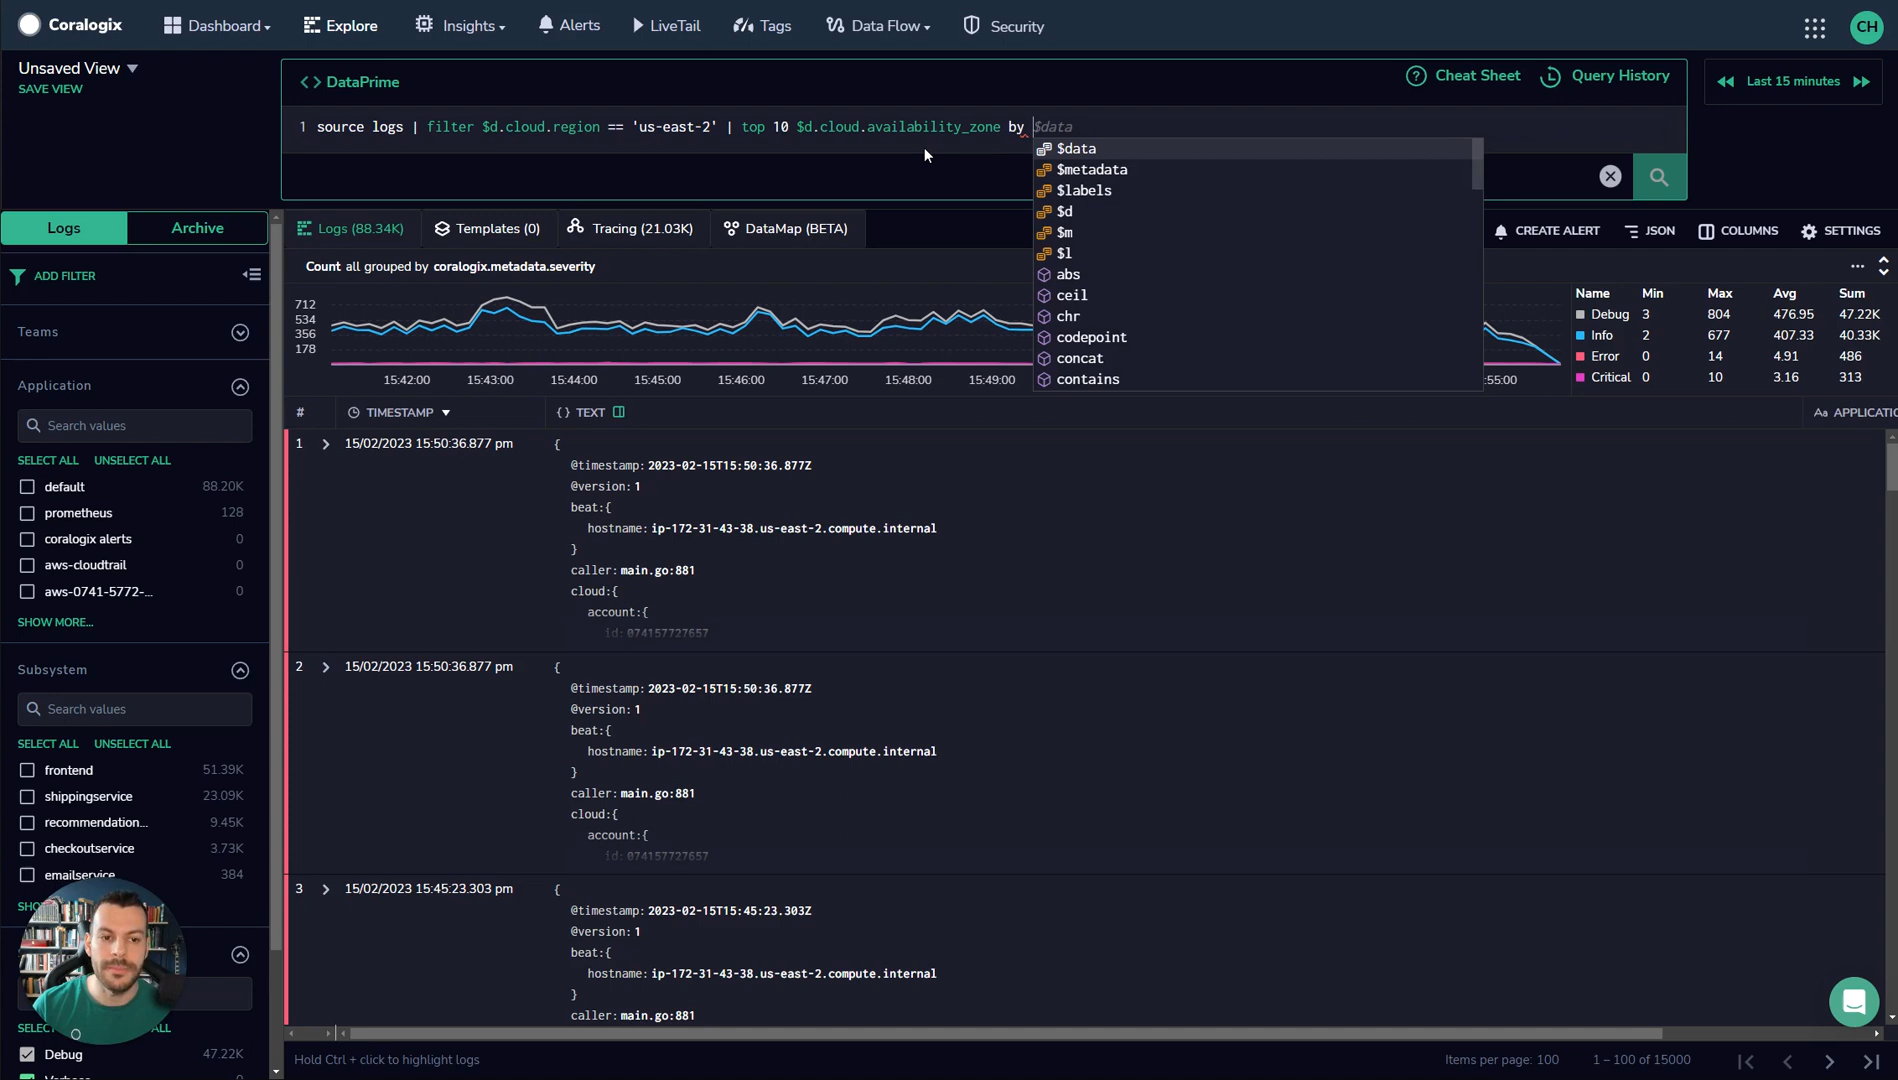 Coralogix
Dashboard
Explore
Insights
Alerts
LiveTail
Tags
Data Flow
Security
CH
Unsaved View
SAVE VIEW
<> DataPrime
Cheat Sheet
Query History
Last 15 minutes
1 source logs | filter $d.cloud.region == 'us-east-2' | top 10 $d.cloud.availability_zone by $data
$data
$metadata
$labels
$d
$m
$l
abs
ceil
chr
codepoint
concat
contains
Logs
Archive
Logs (88.34K)
Templates (0)
Tracing (21.03K)
DataMap (BETA)
CREATE ALERT
JSON
COLUMNS
SETTINGS
ADD FILTER
Count all grouped by coralogix.metadata.severity
712
534
356
178
15:42:00 15:43:00 15:44:00 15:45:00 15:46:00 15:47:00 15:48:00 15:49:00 :55:00
Name Min Max Avg Sum
Debug 3 804 476.95 47.22K
Info 2 677 407.33 40.33K
Error 0 14 4.91 486
Critical 0 10 3.16 313
Teams
Application
Search values
SELECT ALL UNSELECT ALL
default 88.20K
prometheus 128
coralogix alerts 0
aws-cloudtrail 0
aws-0741-5772-... 0
SHOW MORE...
Subsystem
Search values
SELECT ALL UNSELECT ALL
frontend 51.39K
shippingservice 23.09K
recommendation... 9.45K
checkoutservice 3.73K
emailservice 384
Debug 47.22K
# TIMESTAMP {} TEXT Aa APPLICATIO
1 15/02/2023 15:50:36.877 pm {
@timestamp: 2023-02-15T15:50:36.877Z
@version: 1
beat:{
hostname: ip-172-31-43-38.us-east-2.compute.internal
}
caller: main.go:881
cloud:{
account:{
id: 074157727657
2 15/02/2023 15:50:36.877 pm {
@timestamp: 2023-02-15T15:50:36.877Z
@version: 1
beat:{
hostname: ip-172-31-43-38.us-east-2.compute.internal
}
caller: main.go:881
cloud:{
account:{
id: 074157727657
3 15/02/2023 15:45:23.303 pm {
@timestamp: 2023-02-15T15:45:23.303Z
@version: 1
beat:{
hostname: ip-172-31-43-38.us-east-2.compute.internal
}
caller: main.go:881
Hold Ctrl + click to highlight logs
Items per page: 100
1 – 100 of 15000